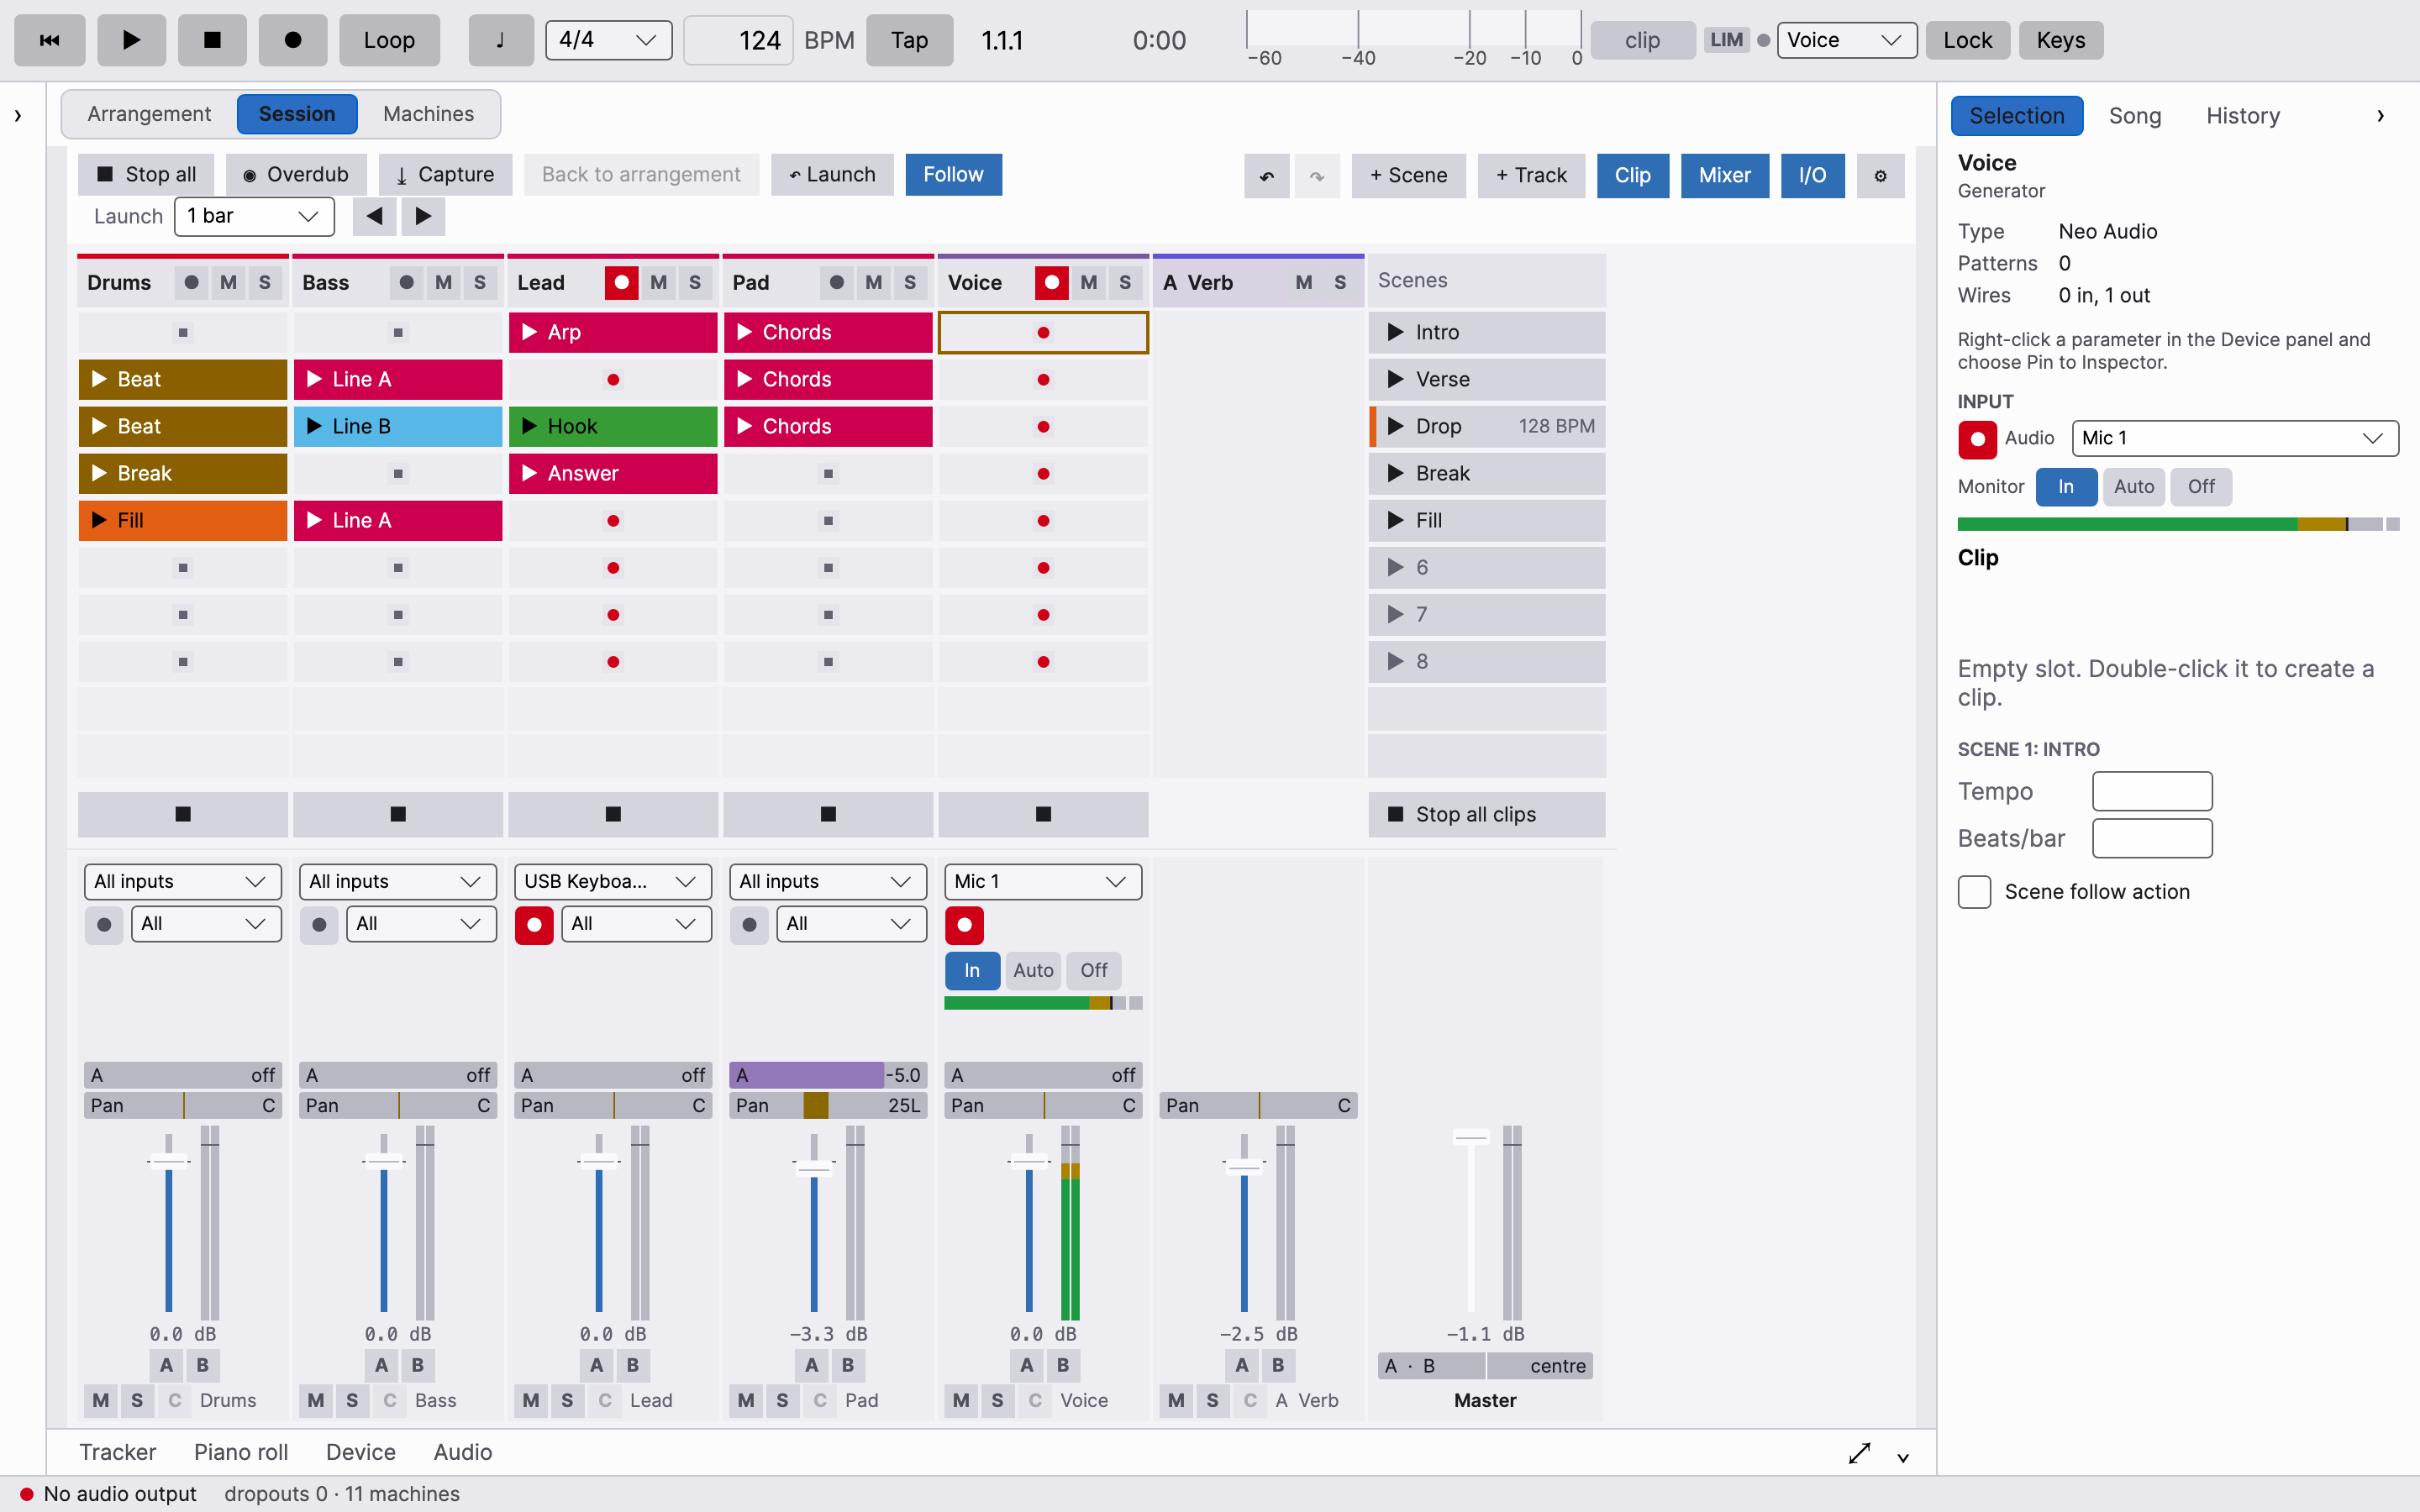 Loop 4/4 124 BPM Tap 1.1.1 0:00 −60 −40 −20 −10 0 clip LIM Voice Lock Keys
Arrangement Session Machines
Selection Song History
Stop all Overdub Capture Back to arrangement Launch Follow + Scene + Track Clip Mixer I/O
Launch 1 bar
Drums M S Bass M S Lead M S Pad M S Voice M S A Verb M S Scenes
Arp Chords Intro
Beat Line A Chords Verse
Beat Line B Hook Chords Drop 128 BPM
Break Answer Break
Fill Line A Fill
6
7
8
Stop all clips
All inputs All inputs USB Keyboa... All inputs Mic 1
All All All All
In Auto Off
A off A off A off A -5.0 A off
Pan C Pan C Pan C Pan 25L Pan C Pan C
0.0 dB 0.0 dB 0.0 dB −3.3 dB 0.0 dB −2.5 dB −1.1 dB
A B A B A B A B A B A B A · B centre
M S C Drums M S C Bass M S C Lead M S C Pad M S C Voice M S C A Verb Master
Voice
Generator
Type Neo Audio
Patterns 0
Wires 0 in, 1 out
Right-click a parameter in the Device panel and
choose Pin to Inspector.
INPUT
Audio Mic 1
Monitor In Auto Off
Clip
Empty slot. Double-click it to create a
clip.
SCENE 1: INTRO
Tempo
Beats/bar
Scene follow action
Tracker Piano roll Device Audio
No audio output dropouts 0 · 11 machines